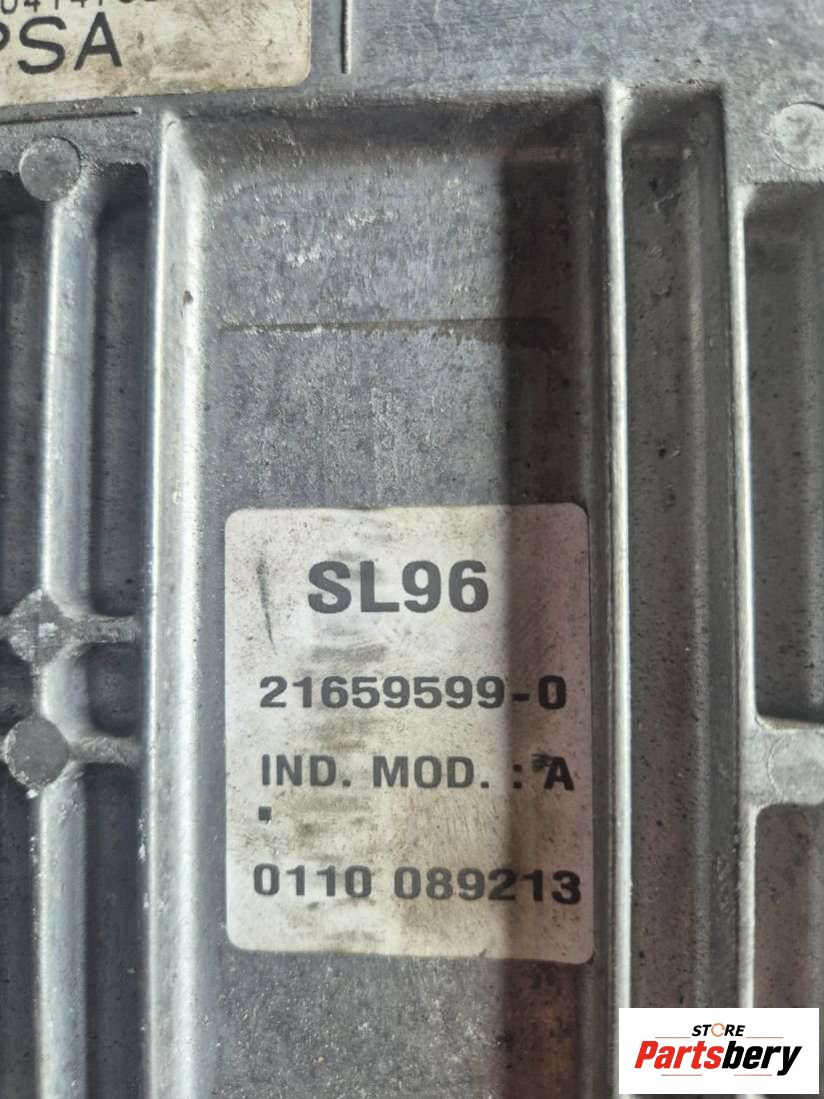 PSA
SL96
21659599-0
IND. MOD. : A
0110 089213
STORE
Partsbery